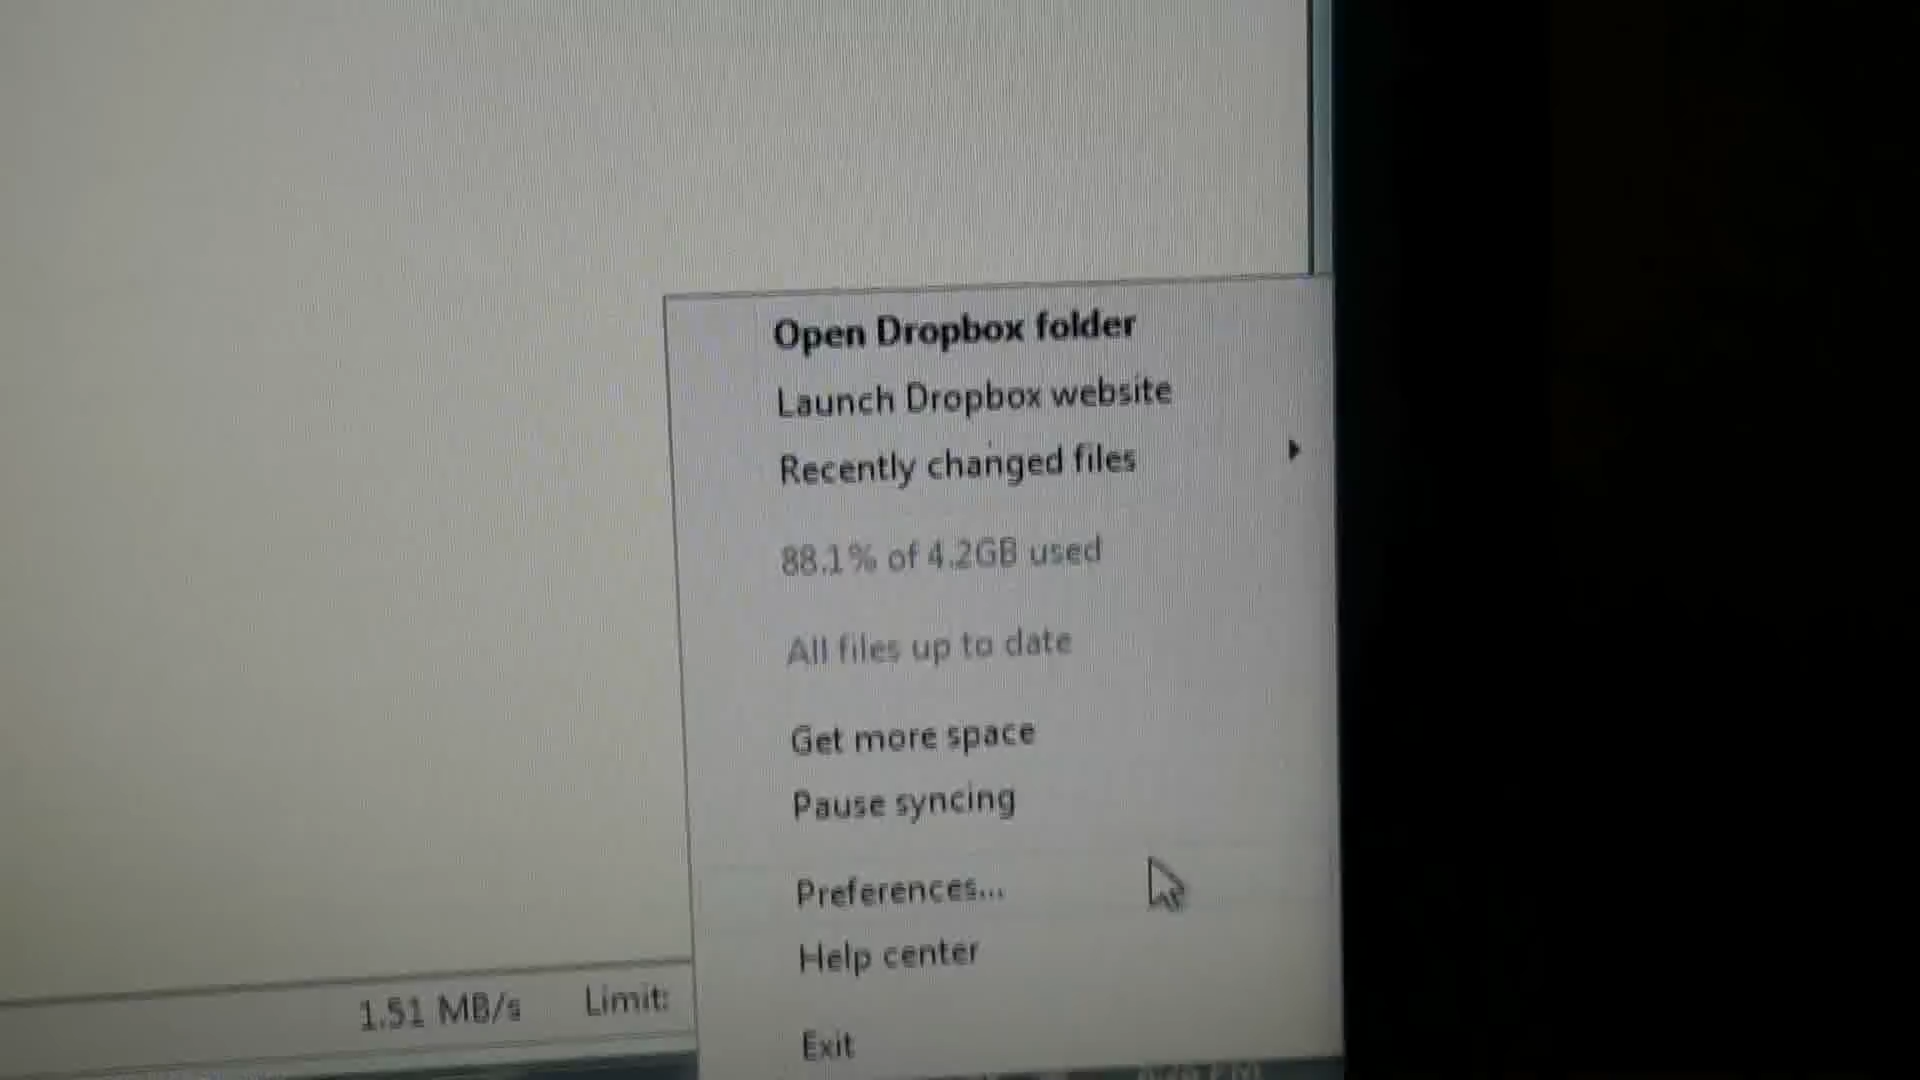 Open Dropbox folder
Launch Dropbox website
Recently changed files
88.1% of 4.2GB used
All files up to date
Get more space
Pause syncing
Preferences...
Help center
1.51 MB/s Limit:
Exit